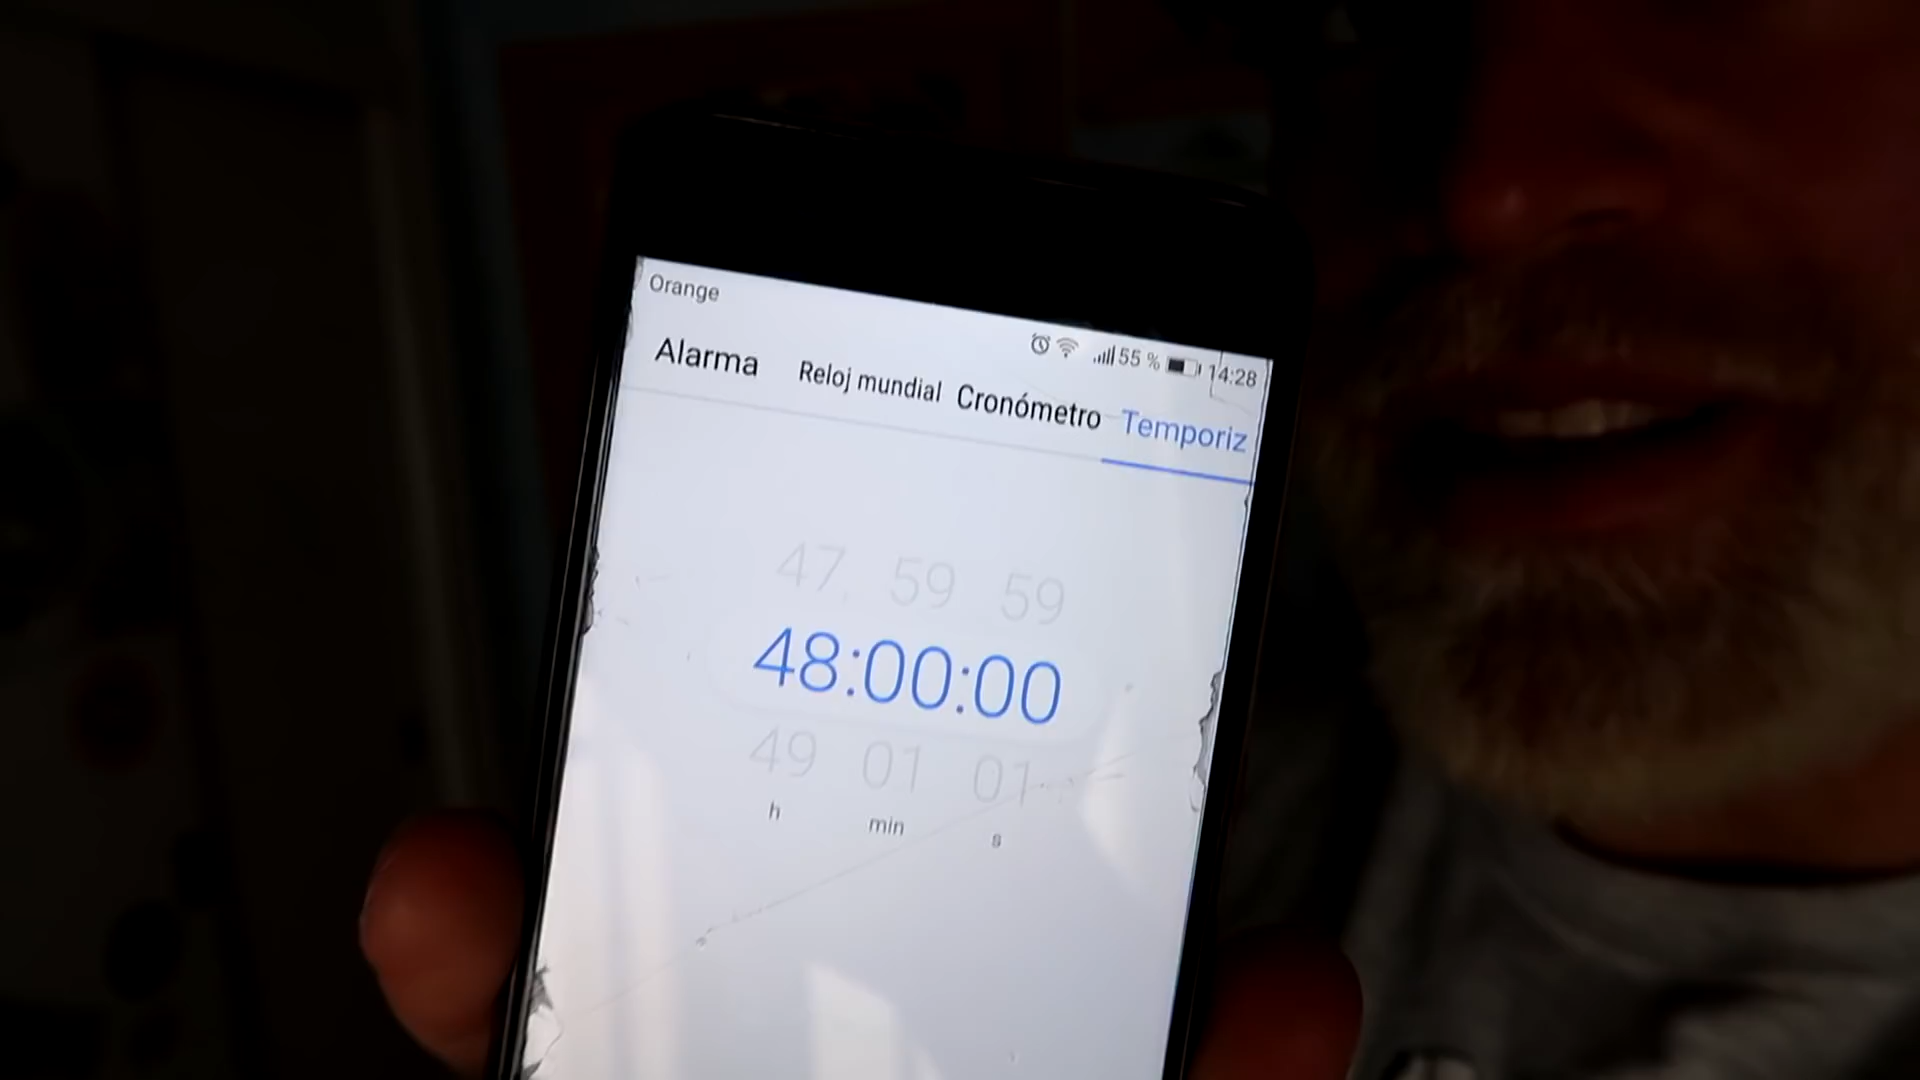 Orange
55 % 14:28
Alarma Reloj mundial Cronómetro Temporiz
47 59 59
48:00:00
49 01 01
h min s